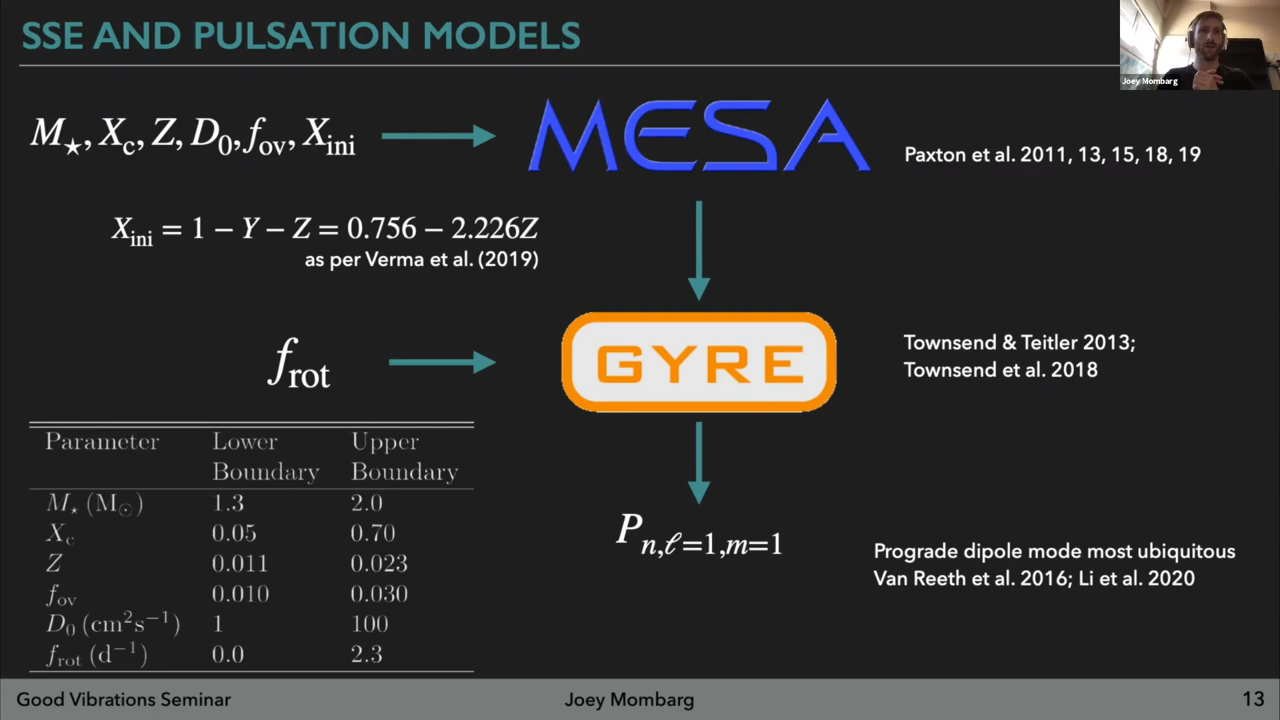 SSE AND PULSATION MODELS
Joey Mombarg
M⋆, Xc, Z, D0, fov, Xini
MESA
Paxton et al. 2011, 13, 15, 18, 19
Xini = 1 − Y − Z = 0.756 − 2.226Z
as per Verma et al. (2019)
frot
GYRE
Townsend & Teitler 2013;
Townsend et al. 2018
Parameter Lower Upper
Boundary Boundary
M⋆ (M⊙) 1.3 2.0
Xc 0.05 0.70
Z 0.011 0.023
fov 0.010 0.030
D0 (cm²s⁻¹) 1 100
frot (d⁻¹) 0.0 2.3
Pn,ℓ=1,m=1
Prograde dipole mode most ubiquitous
Van Reeth et al. 2016; Li et al. 2020
Good Vibrations Seminar
Joey Mombarg
13